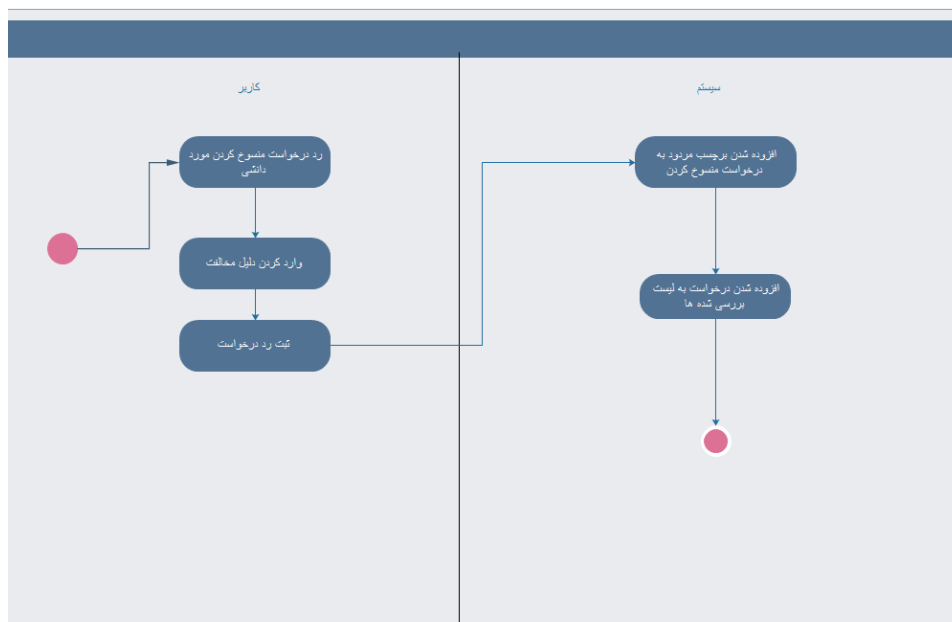 کاربر
سیستم
رد درخواست منسوخ کردن مورد
دانشی
وارد کردن دلیل مخالفت
ثبت رد درخواست
افزوده شدن برچسب مردود به
درخواست منسوخ کردن
افزوده شدن درخواست به لیست
بررسی شده ها